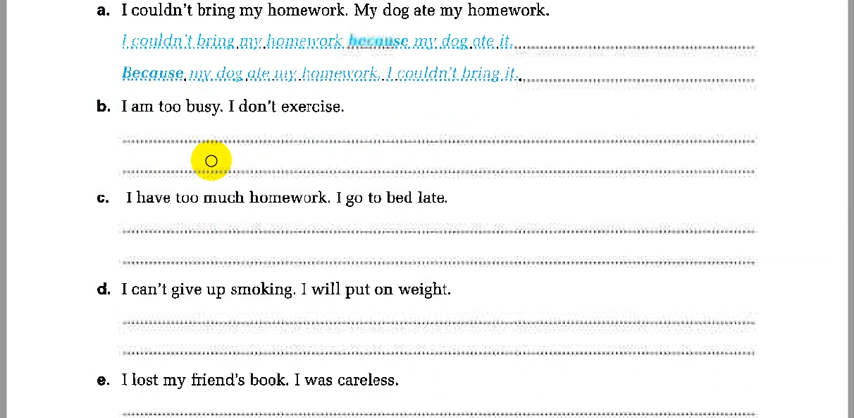 a. I couldn't bring my homework. My dog ate my homework.
I couldn't bring my homework because my dog ate it.
Because my dog ate my homework, I couldn't bring it.
b. I am too busy. I don't exercise.
c. I have too much homework. I go to bed late.
d. I can't give up smoking. I will put on weight.
e. I lost my friend's book. I was careless.